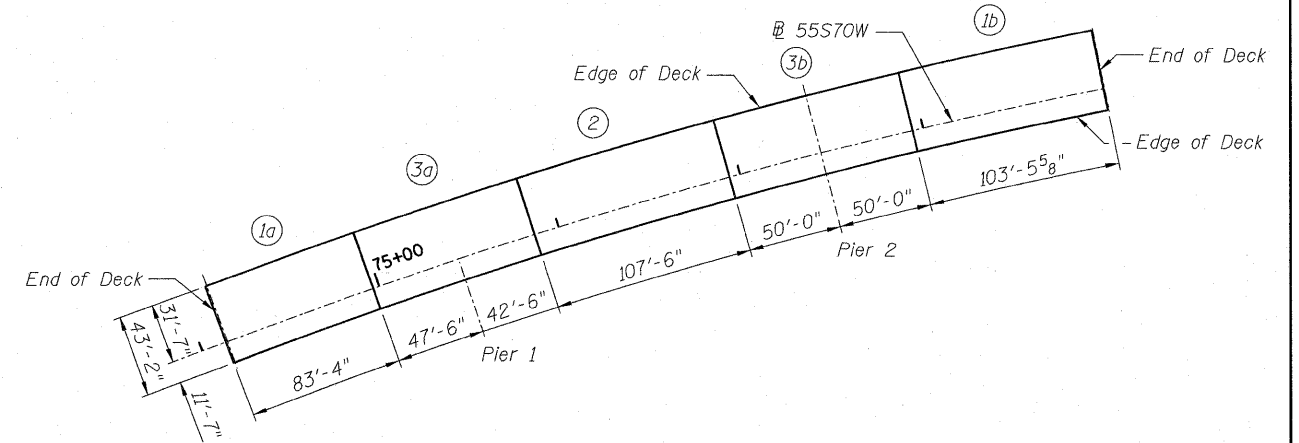 1b
℄ 55S70W
3b
End of Deck
Edge of Deck
2
Edge of Deck
3a
103'-5 5/8"
50'-0"
50'-0"
1a
75+00
Pier 2
107'-6"
End of Deck
42'-6"
31'-7"
47'-6"
43'-2"
Pier 1
83'-4"
11'-7"